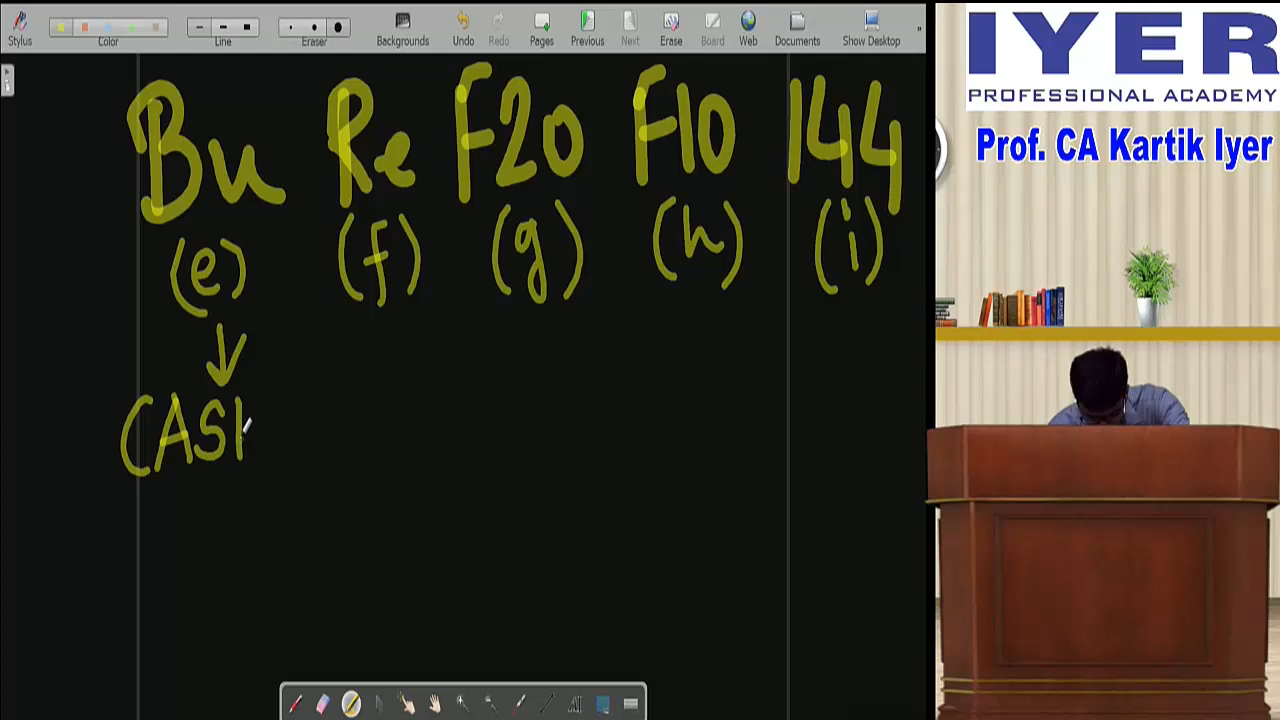 Stylus
Color
Line
Eraser
Backgrounds
Undo
Redo
Pages
Previous
Next
Erase
Board
Web
Documents
Show Desktop
IYER
PROFESSIONAL ACADEMY
Prof. CA Kartik Iyer
Bu Re F20 F10 144
(e) (f) (g) (h) (i)